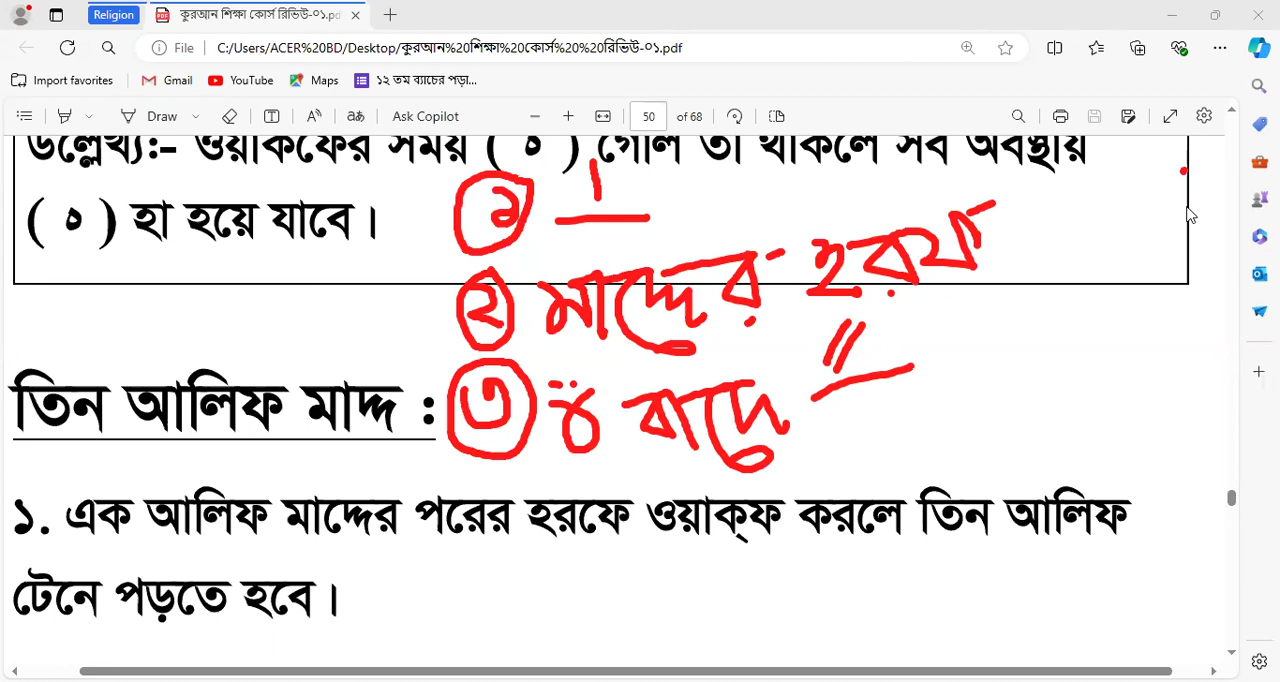 Religion
কুরআন শিক্ষা কোর্স রিভিউ-০১.pd
File C:/Users/ACER%20BD/Desktop/কুরআন%20শিক্ষা%20কোর্স%20%20রিভিউ-০১.pdf
Import favorites Gmail YouTube Maps ১২ তম ব্যাচের পড়া...
Draw Ask Copilot 50 of 68
উল্লেখ্যঃ- ওয়াকফের সময় ( ة ) গোল তা থাকলে সব অবস্থায়
( ه ) হা হয়ে যাবে।
১
২ মাদ্দের হরফ
তিন আলিফ মাদ্দ :
৩ ৪ বাদে
১. এক আলিফ মাদ্দের পরের হরফে ওয়াক্‌ফ করলে তিন আলিফ
টেনে পড়তে হবে।